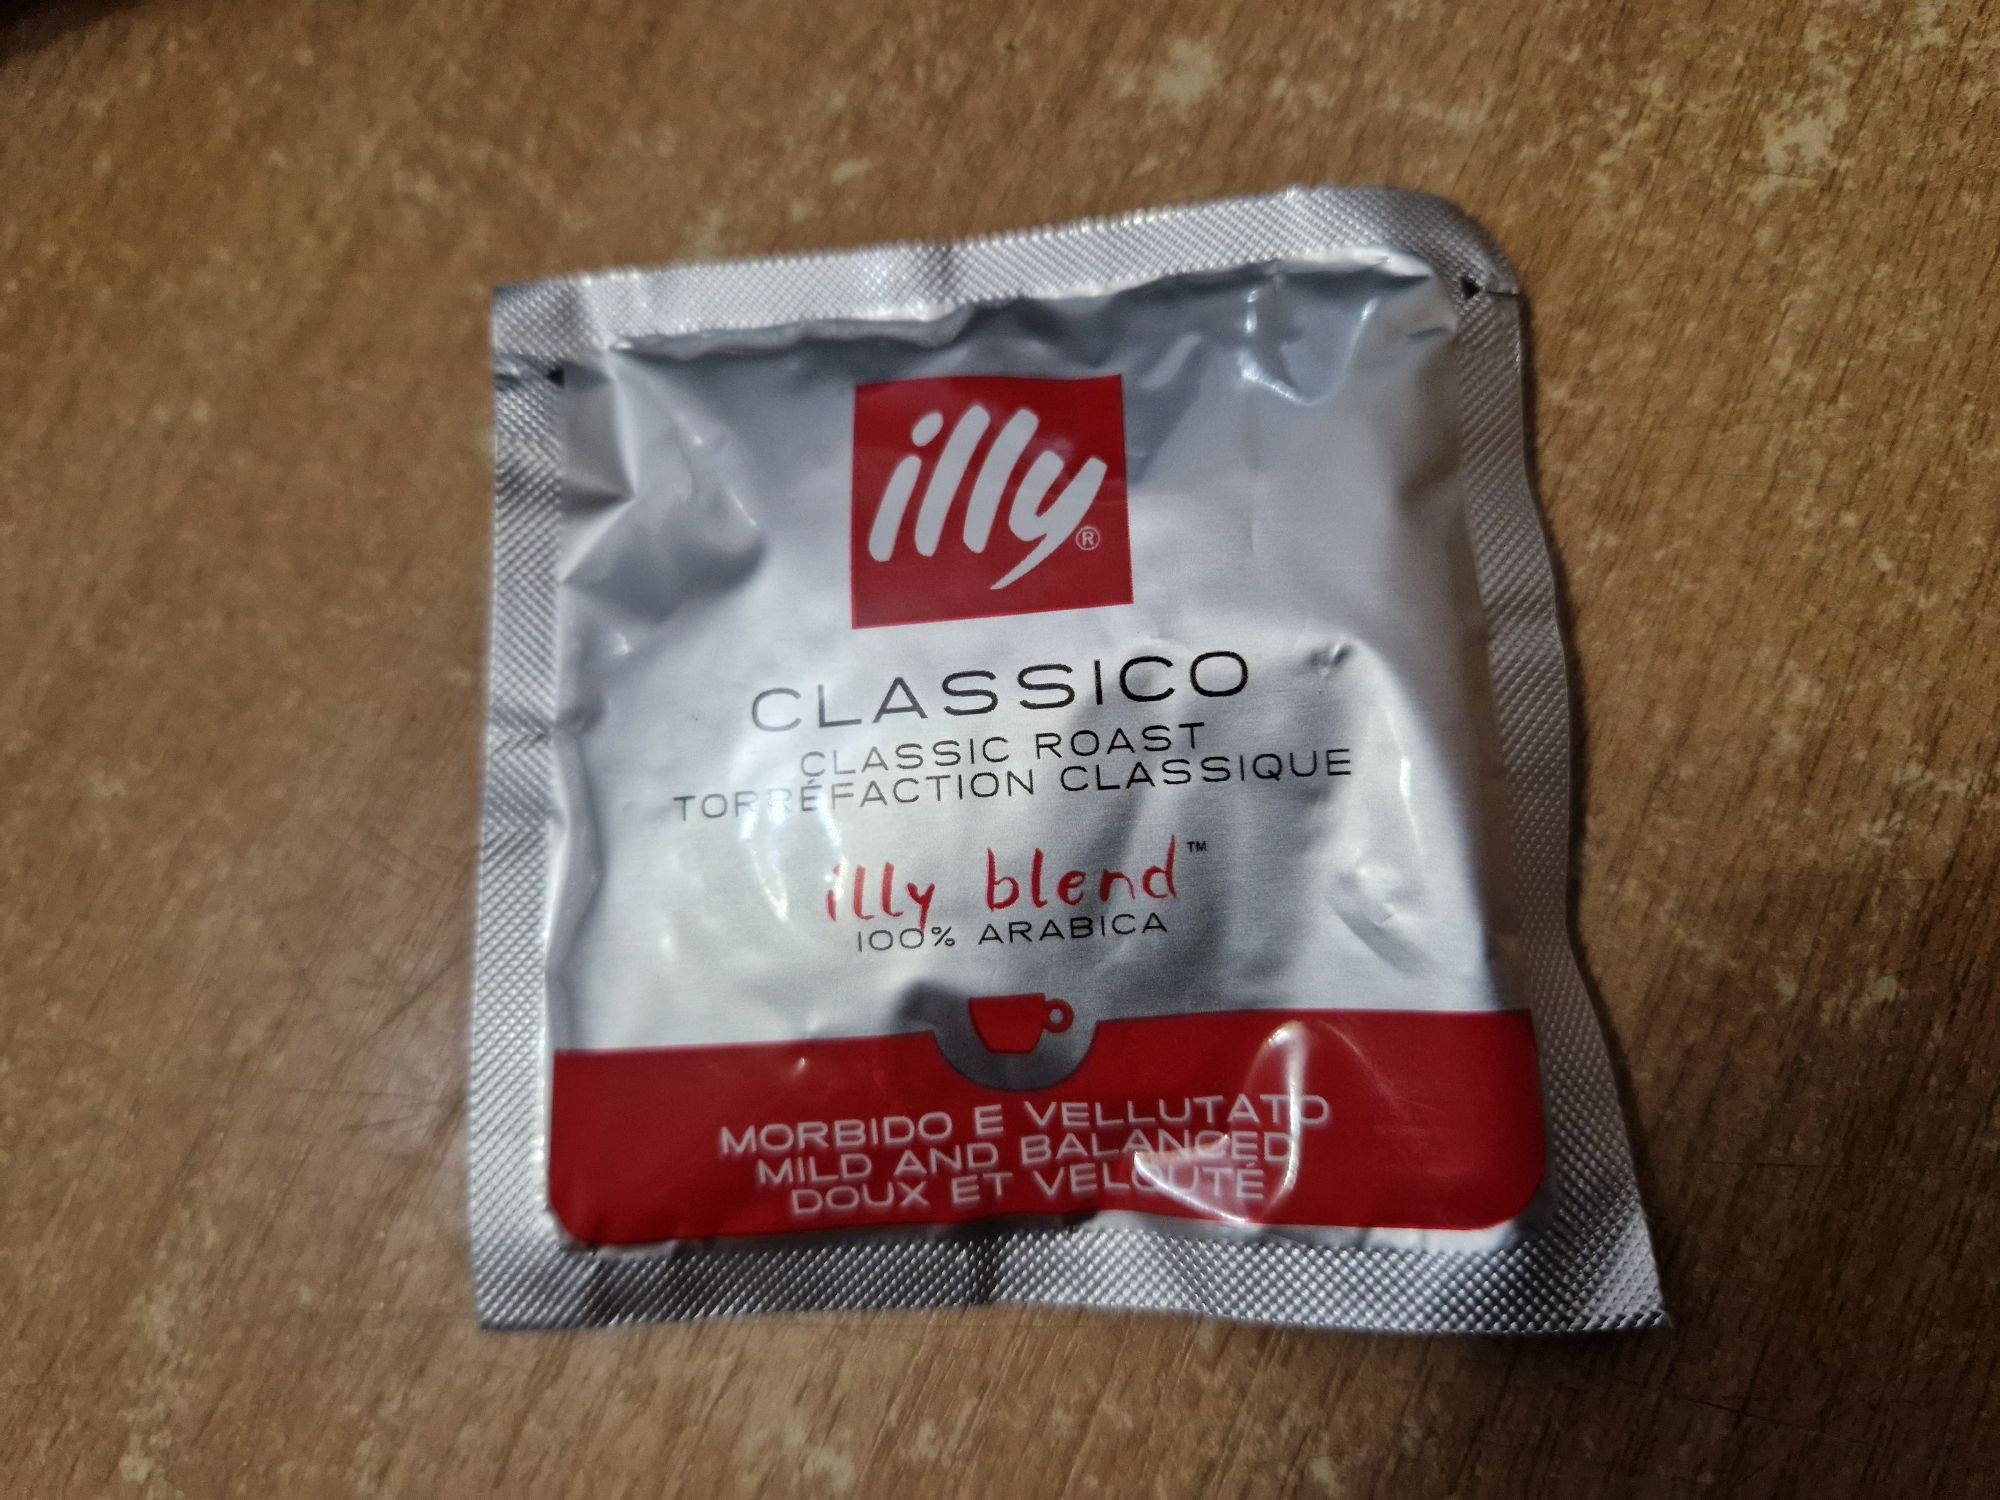 illy®
CLASSICO
CLASSIC ROAST
TORRÉFACTION CLASSIQUE
illy blend™
100% ARABICA
MORBIDO E VELLUTATO
MILD AND BALANCED
DOUX ET VELOUTÉ